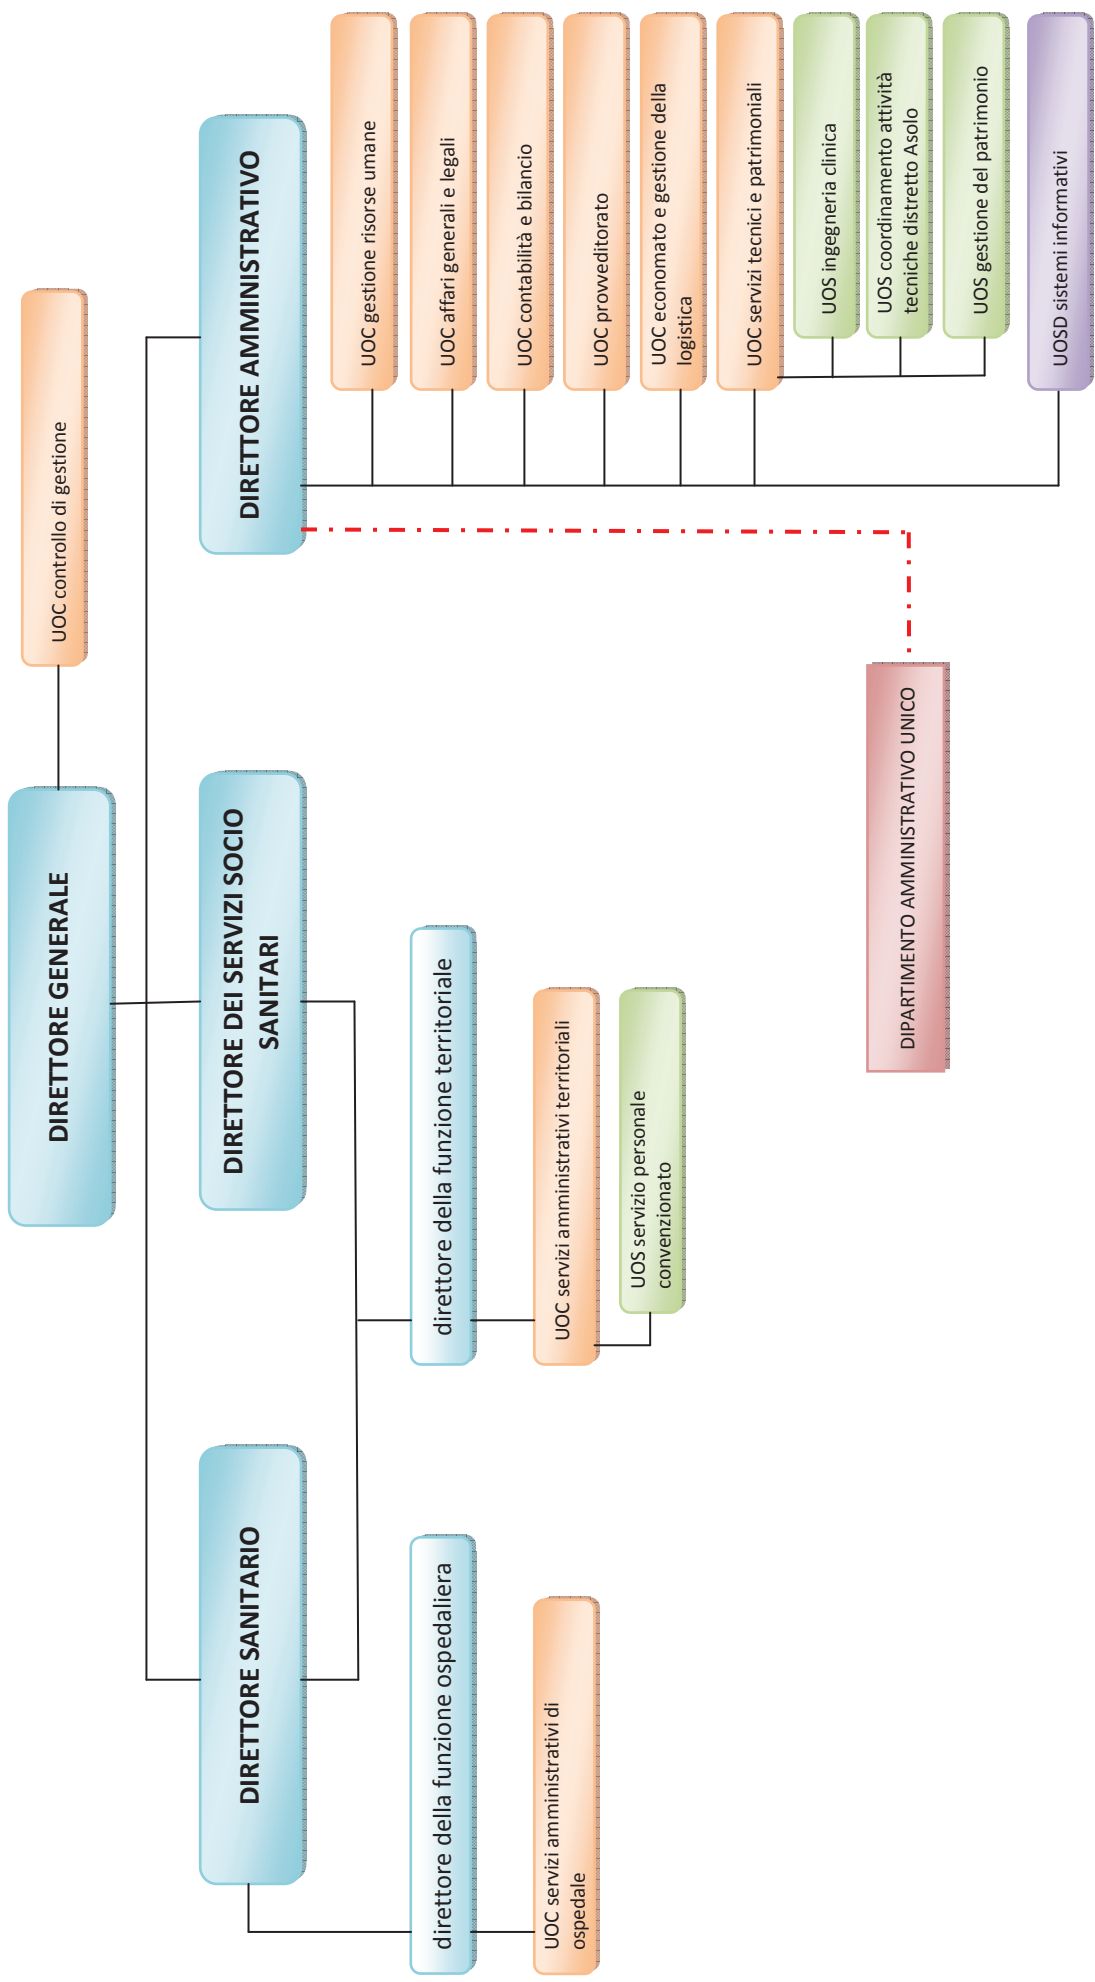 DIRETTORE GENERALE
UOC controllo di gestione
DIRETTORE SANITARIO
DIRETTORE DEI SERVIZI SOCIO
SANITARI
DIRETTORE AMMINISTRATIVO
direttore della funzione ospedaliera
UOC servizi amministrativi di
ospedale
direttore della funzione territoriale
UOC servizi amministrativi territoriali
UOS servizio personale
convenzionato
UOC gestione risorse umane
UOC affari generali e legali
UOC contabilità e bilancio
UOC provveditorato
UOC economato e gestione della
logistica
UOC servizi tecnici e patrimoniali
UOS ingegneria clinica
UOS coordinamento attività
tecniche distretto Asolo
UOS gestione del patrimonio
UOSD sistemi informativi
DIPARTIMENTO AMMINISTRATIVO UNICO